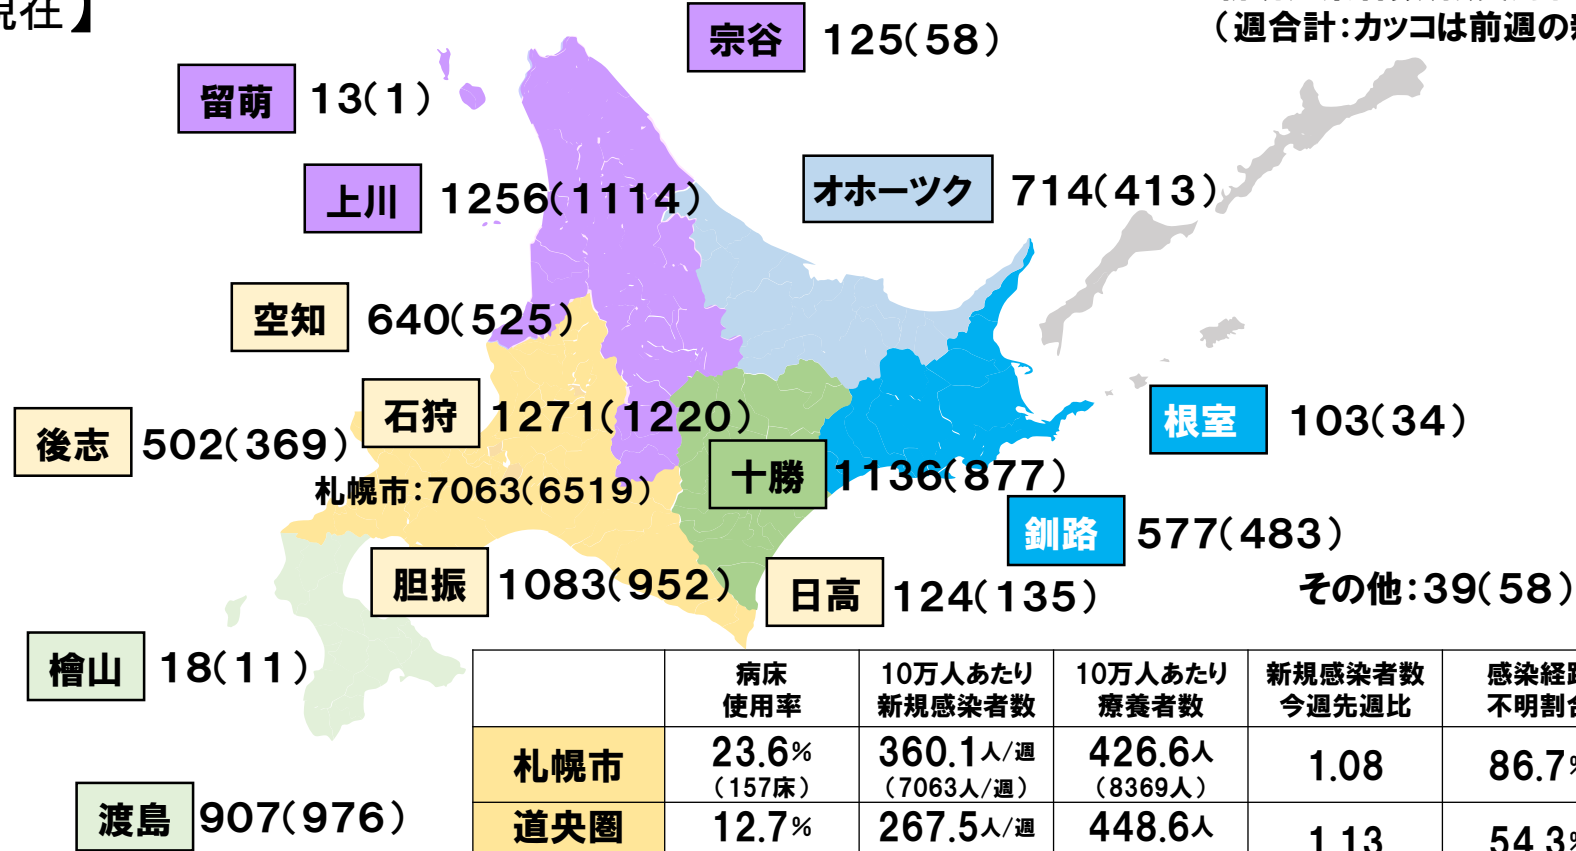 現在】
（週合計：カッコは前週の
宗谷 125(58)
留萌 13(1)
上川 1256(1114)
オホーツク 714(413)
空知 640(525)
石狩 1271(1220)
後志 502(369)
根室 103(34)
札幌市：7063(6519)
十勝 1136(877)
釧路 577(483)
胆振 1083(952)
日高 124(135)
その他：39(58)
檜山 18(11)
渡島 907(976)
病床 10万人あたり 10万人あたり 新規感染者数 感染経路
使用率 新規感染者数 療養者数 今週先週比 不明割合
札幌市 23.6% 360.1人/週 426.6人 1.08 86.7%
（157床） （7063人/週） （8369人）
道央圏 12.7% 267.5人/週 448.6人 1.13 54.3%